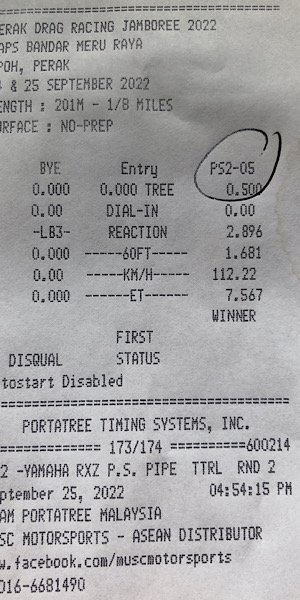 ERAK DRAG RACING JAMBOREE 2022
APS BANDAR MERU RAYA
POH, PERAK
& 25 SEPTEMBER 2022
ENGTH : 201M - 1/8 MILES
URFACE : NO-PREP
BYE Entry PS2-05
0.000 0.000 TREE 0.500
0.00 DIAL-IN 0.00
-LB3- REACTION 2.896
0.000 -----60FT----- 1.681
0.00 -----KM/H----- 112.22
0.000 ------ET------ 7.567
WINNER
FIRST
DISQUAL STATUS
tostart Disabled
PORTATREE TIMING SYSTEMS, INC.
============ 173/174 ==========600214
2 -YAMAHA RXZ P.S. PIPE TTRL RND 2
ptember 25, 2022 04:54:15 PM
AM PORTATREE MALAYSIA
SC MOTORSPORTS - ASEAN DISTRIBUTOR
w.facebook.com/muscmotorsports
016-6681490